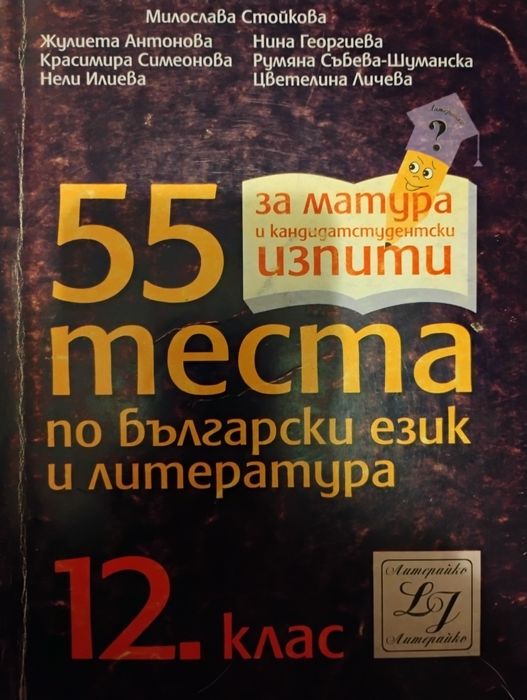 Милослава Стойкова
Жулиета Антонова
Красимира Симеонова
Нели Илиева
Нина Георгиева
Румяна Събева-Шуманска
Цветелина Личева
Литерайко
?
55
за матура
и кандидатстудентски
изпити
теста
по български език
и литература
12. клас
Литерайко
LJ
Литерайко